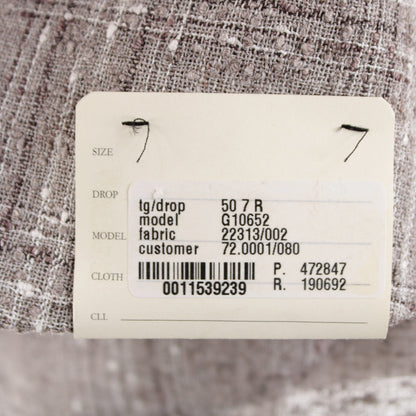 SIZE
DROP
tg/drop 50 7 R
model G10652
MODEL
fabric 22313/002
customer 72.0001/080
CLOTH
P. 472847
R. 190692
0011539239
CLI.